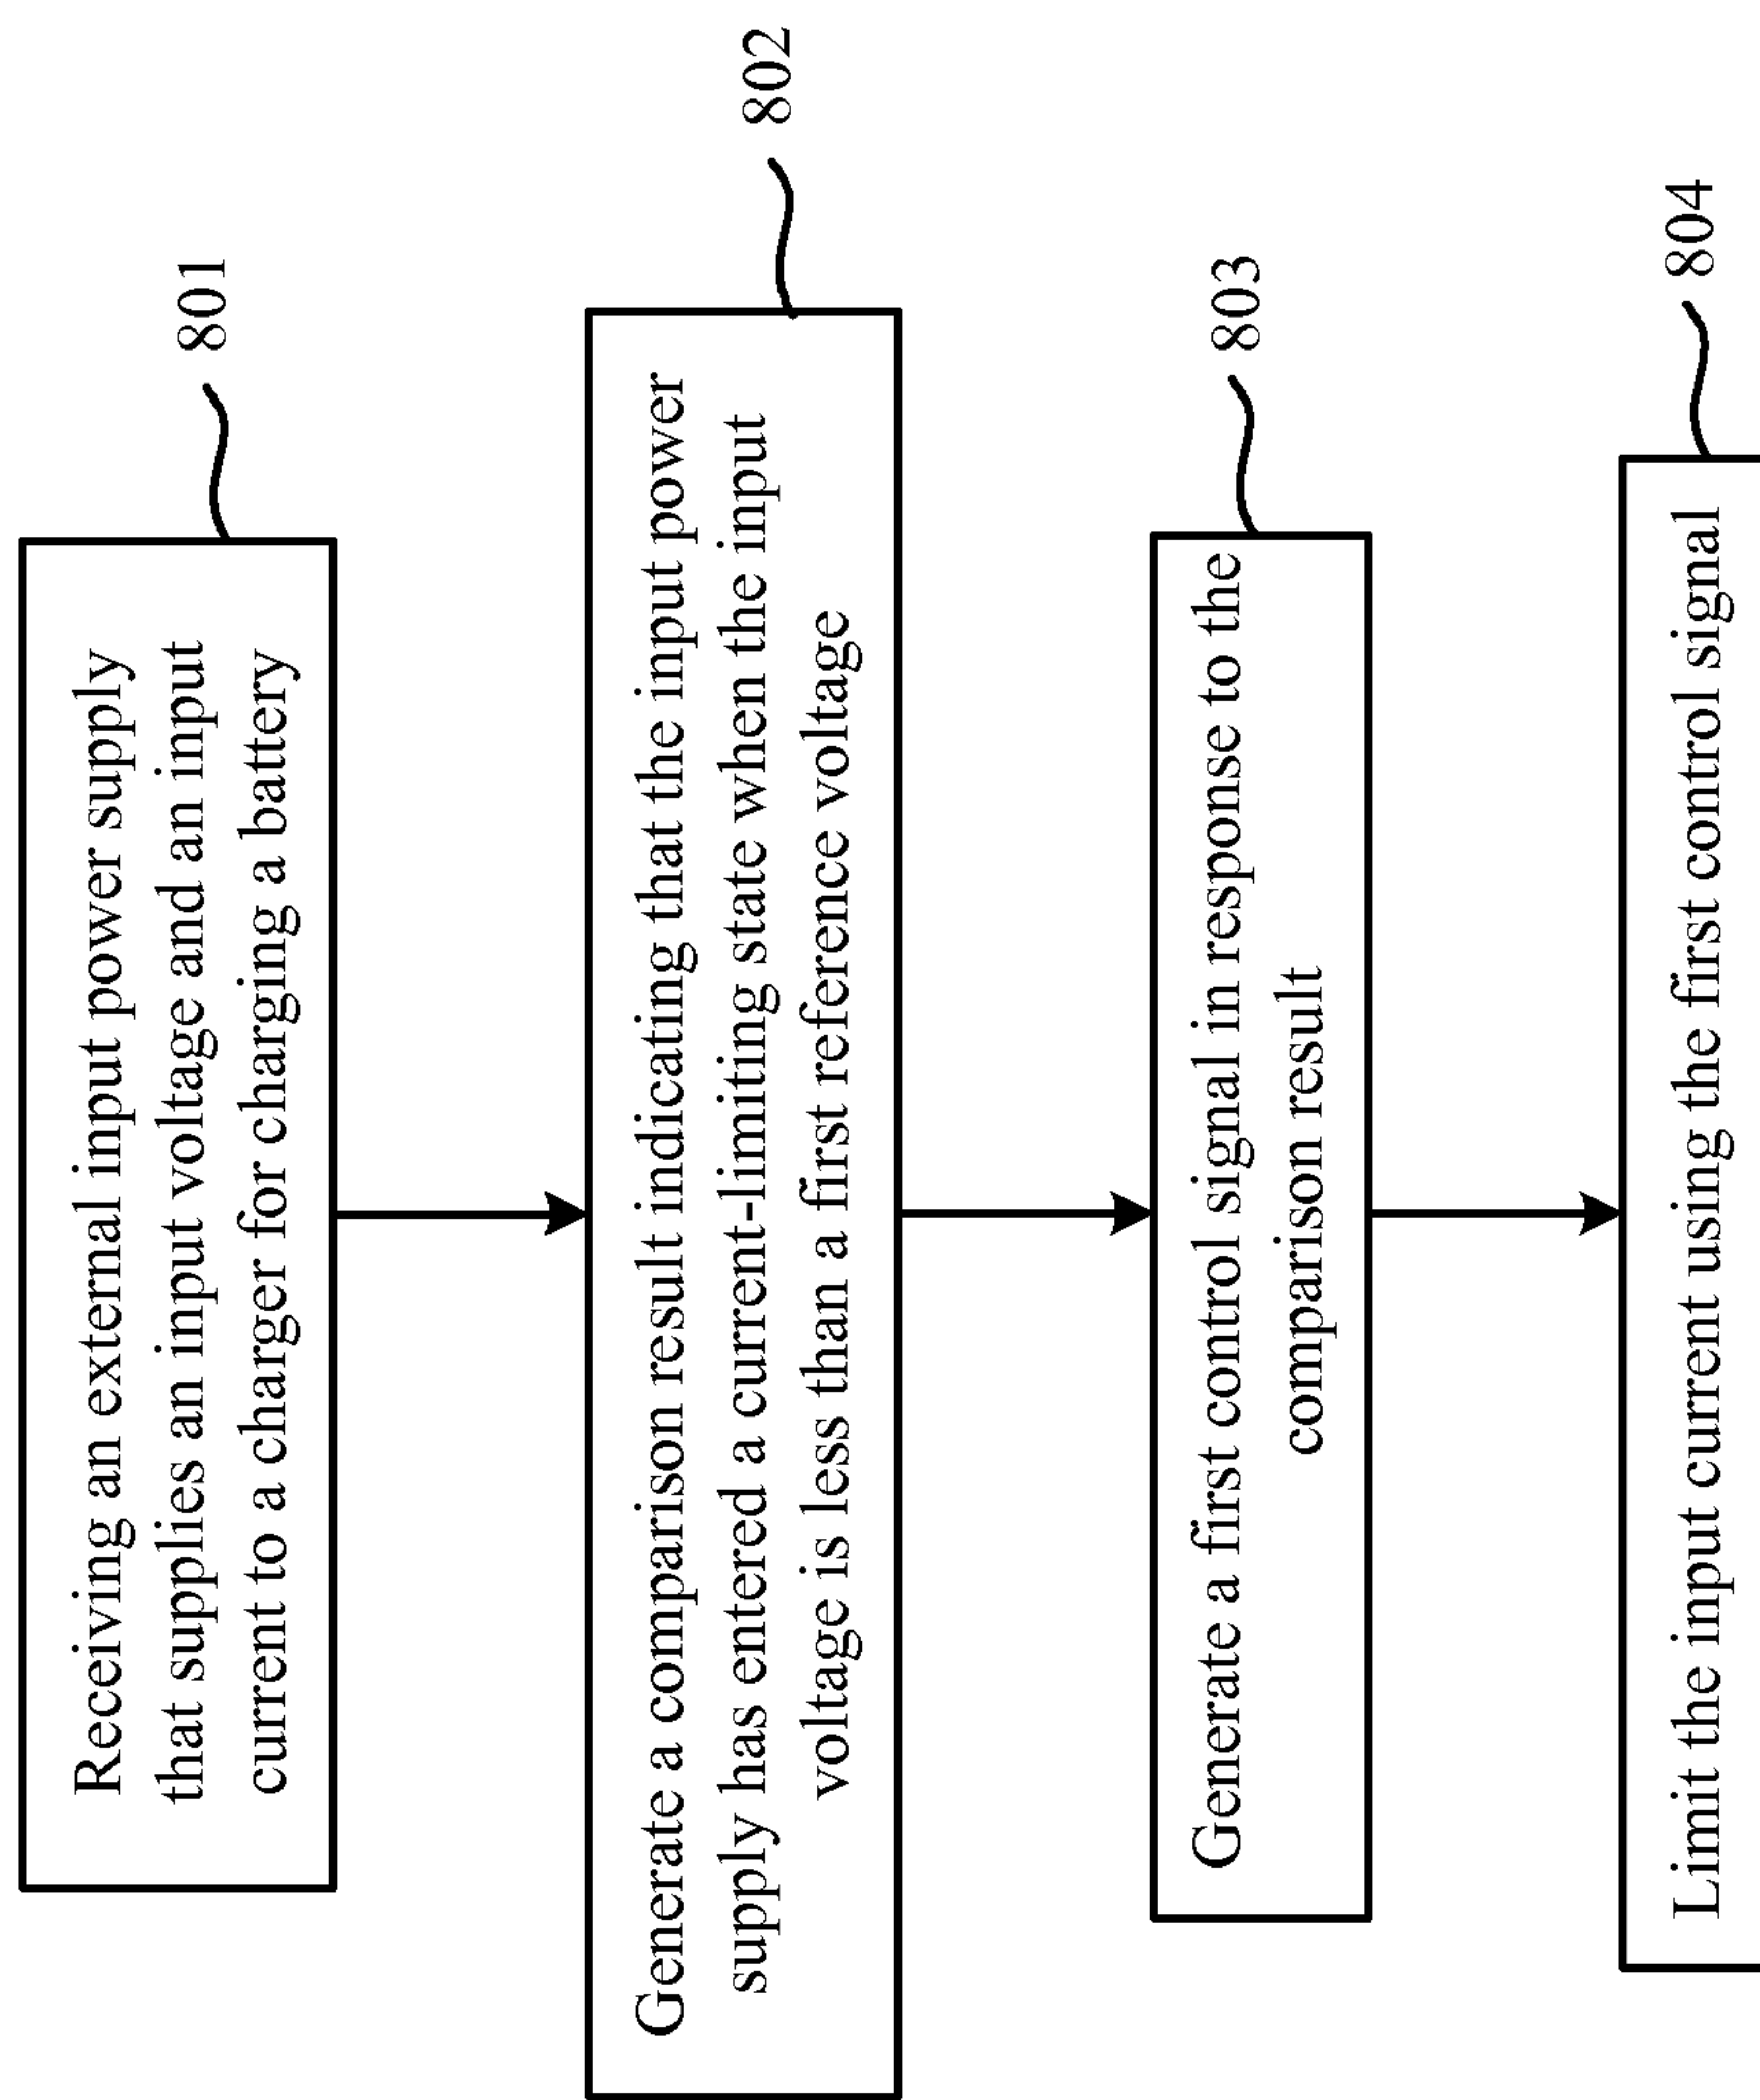 Receiving an external input power supply
that supplies an input voltage and an input
current to a charger for charging a battery
801
Generate a comparison result indicating that the input power
supply has entered a current-limiting state when the input
voltage is less than a first reference voltage
802
Generate a first control signal in response to the
comparison result
803
Limit the input current using the first control signal
804